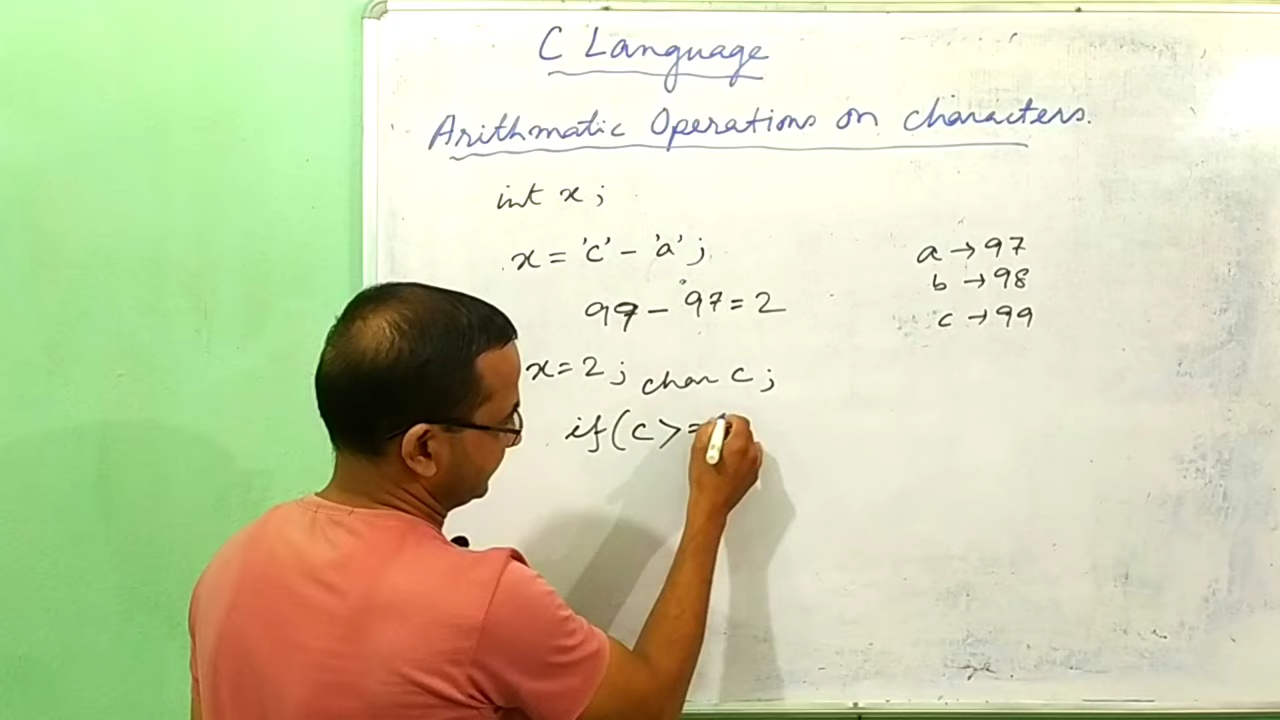 C Language
Arithmatic Operations on characters.
int x;
x = 'c' - 'a';
99 - 97 = 2
x = 2; char c;
if(c>=
a → 97
b → 98
c → 99